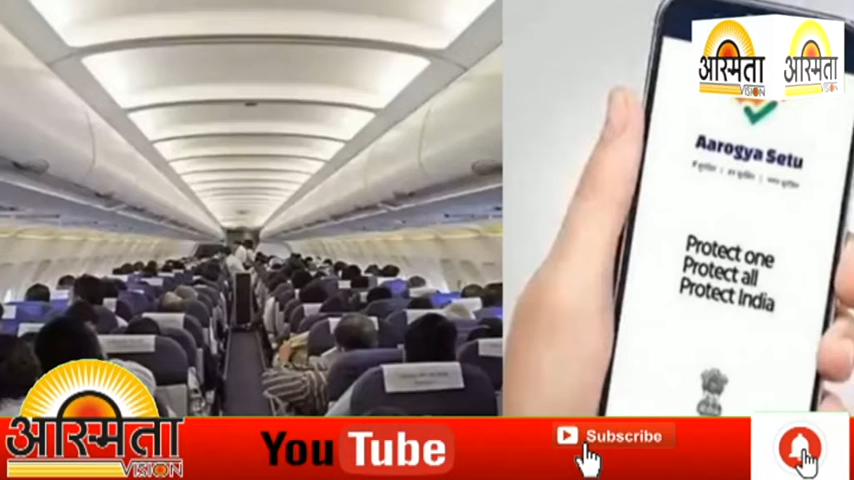 अस्मिता
VISION
अस्मिता
VISION
Aarogya Setu
Protect one
Protect all
Protect India
अस्मिता
VISION
You Tube
Subscribe